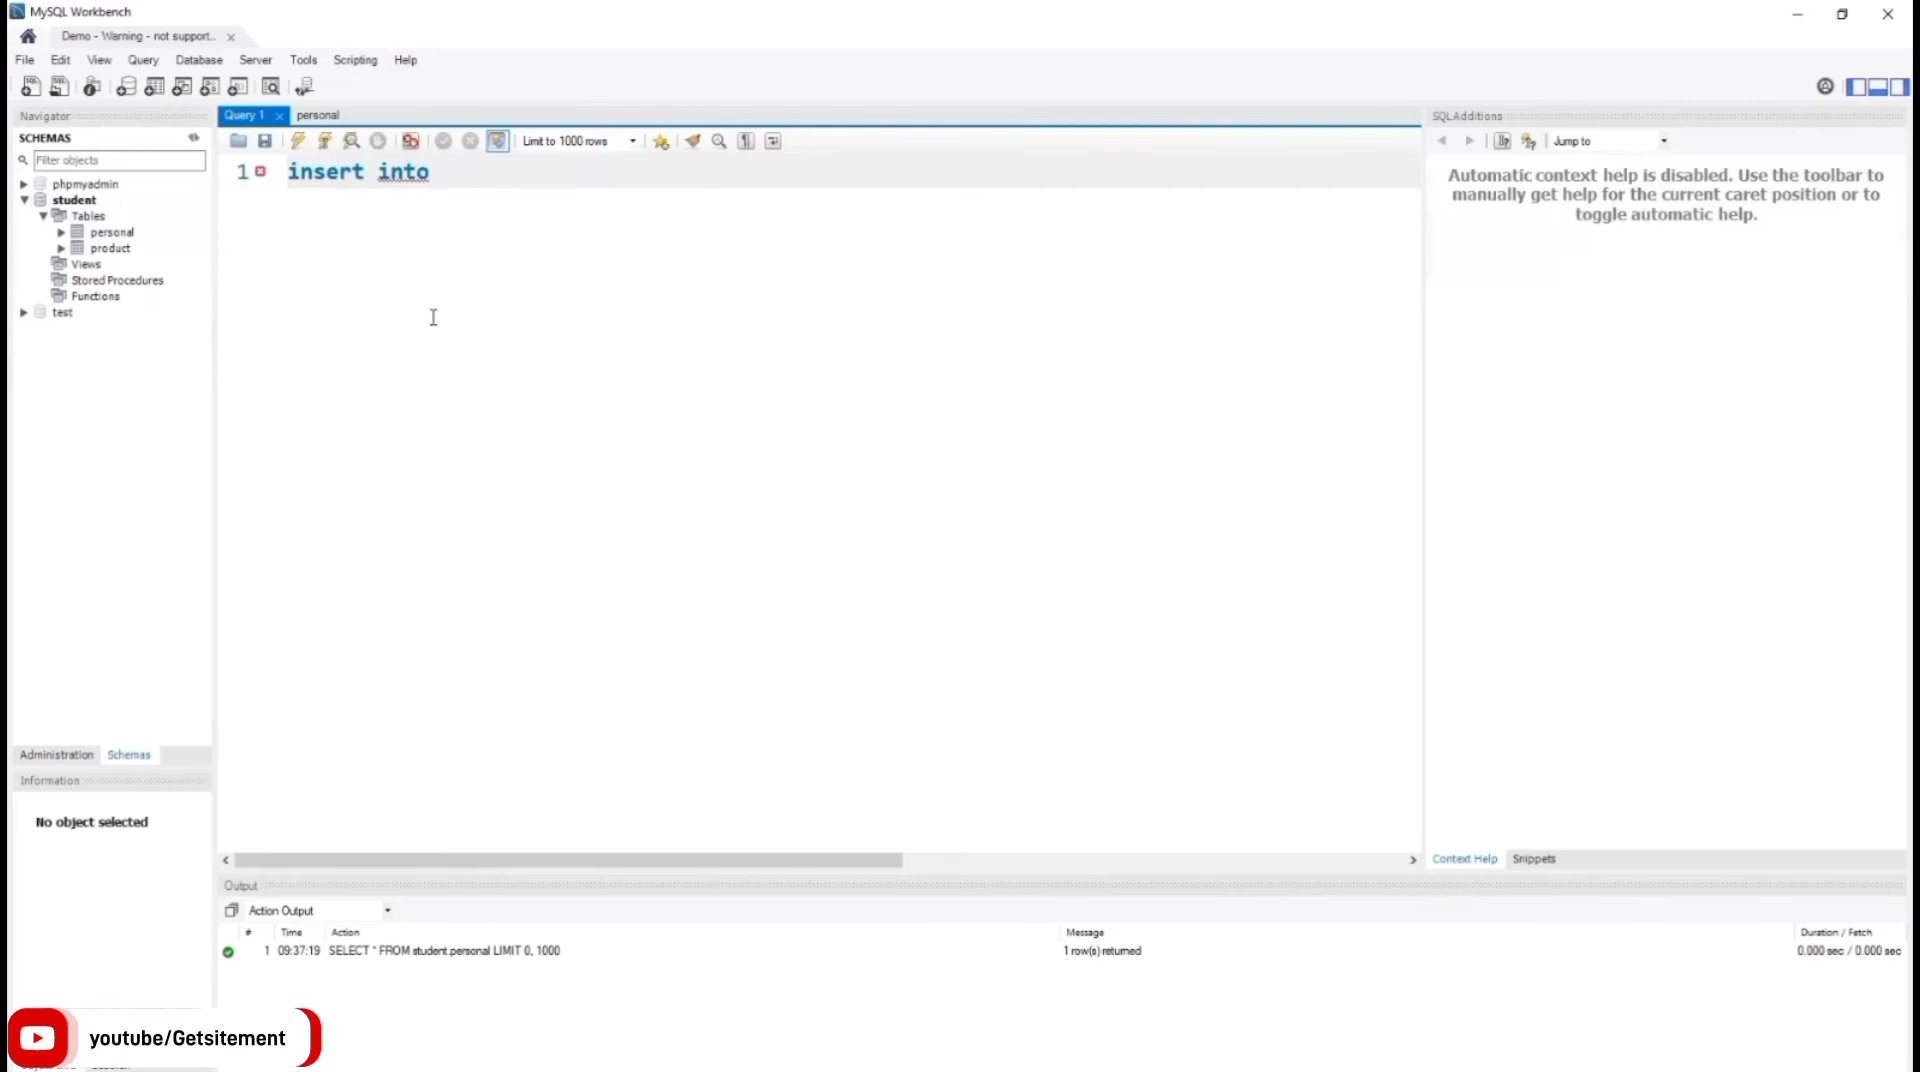 MySQL Workbench
Demo - Warning - not support..
File Edit View Query Database Server Tools Scripting Help
Navigator
SCHEMAS
Filter objects
phpmyadmin
student
Tables
personal
product
Views
Stored Procedures
Functions
test
Administration Schemas
Information
No object selected
Query 1 personal
Limit to 1000 rows
1 insert into
SQLAdditions
Jump to
Automatic context help is disabled. Use the toolbar to
manually get help for the current caret position or to
toggle automatic help.
Context Help Snippets
Output
Action Output
# Time Action Message Duration / Fetch
1 09:37:19 SELECT * FROM student.personal LIMIT 0, 1000 1 row(s) returned 0.000 sec / 0.000 sec
youtube/Getsitement